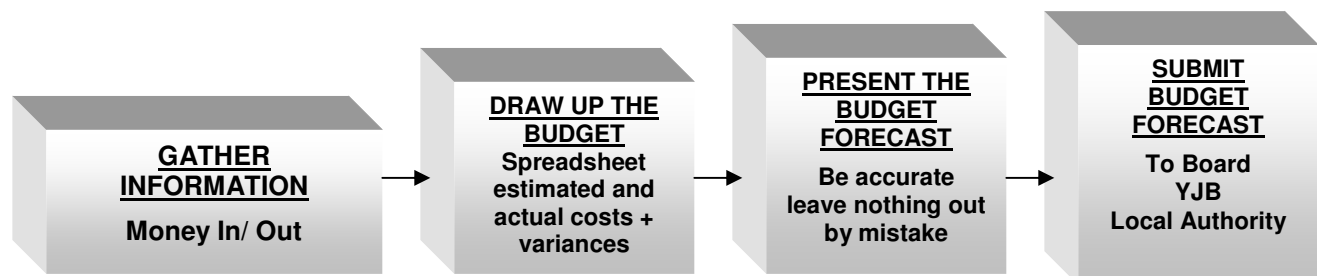 GATHER
INFORMATION
Money In/ Out
DRAW UP THE
BUDGET
Spreadsheet
estimated and
actual costs +
variances
PRESENT THE
BUDGET
FORECAST
Be accurate
leave nothing out
by mistake
SUBMIT
BUDGET
FORECAST
To Board
YJB
Local Authority